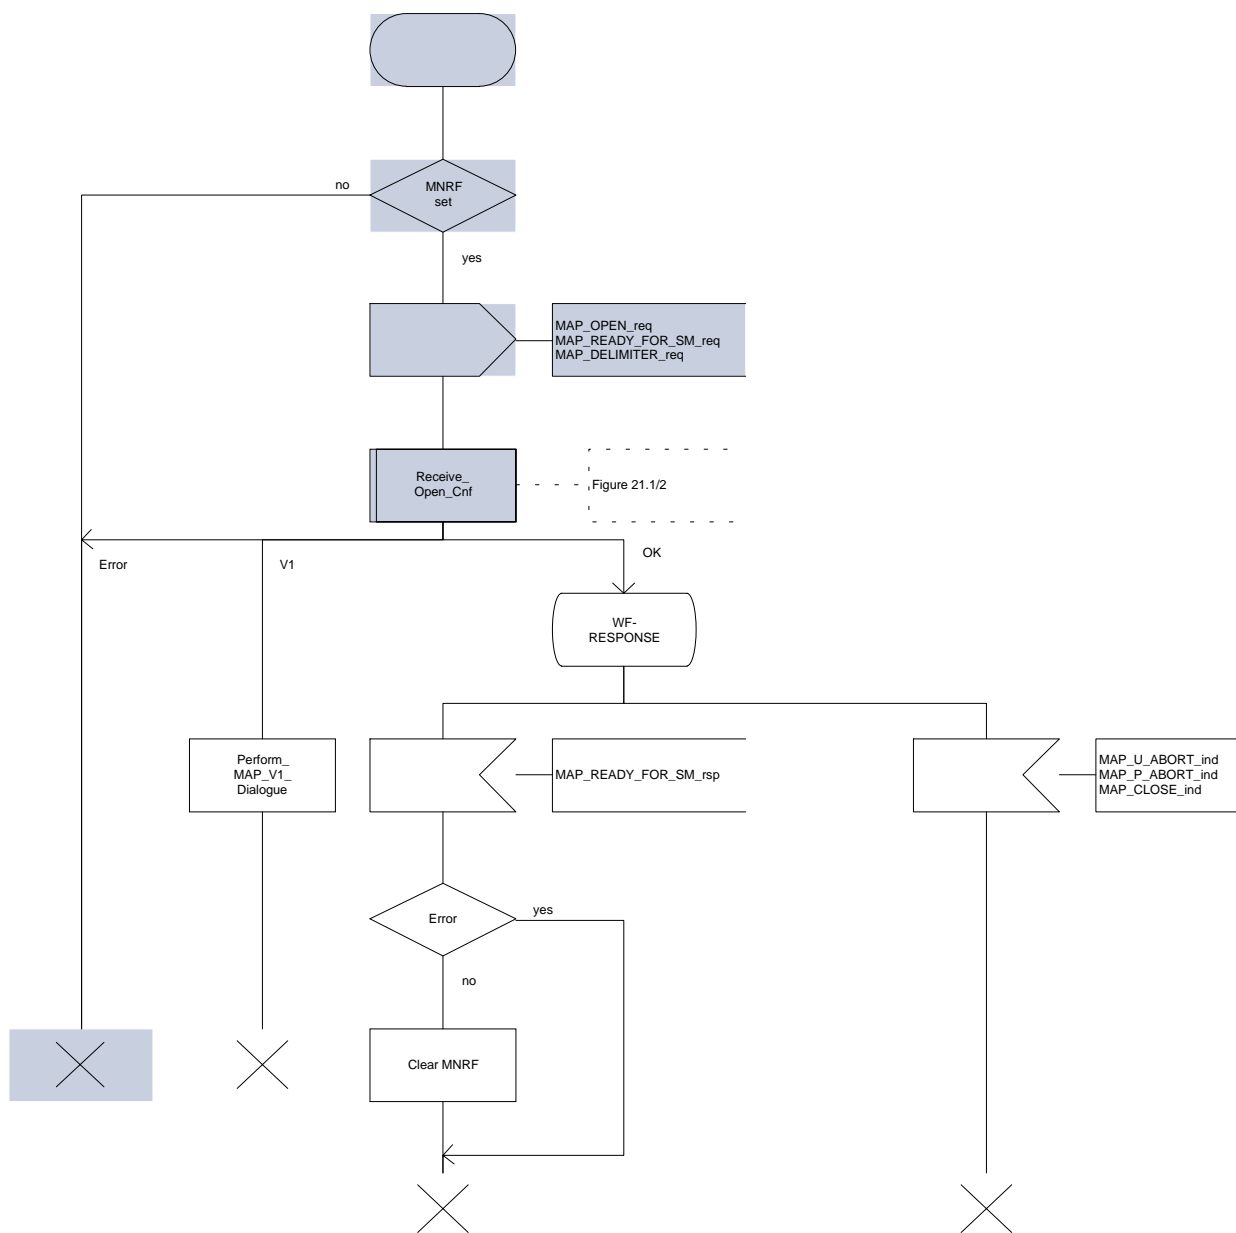 no
MNRF
set
yes
MAP_OPEN_req
MAP_READY_FOR_SM_req
MAP_DELIMITER_req
Receive_
Open_Cnf
Figure 21.1/2
Error
V1
OK
WF-
RESPONSE
Perform_
MAP_V1_
Dialogue
MAP_READY_FOR_SM_rsp
MAP_U_ABORT_ind
MAP_P_ABORT_ind
MAP_CLOSE_ind
Error
yes
no
Clear MNRF